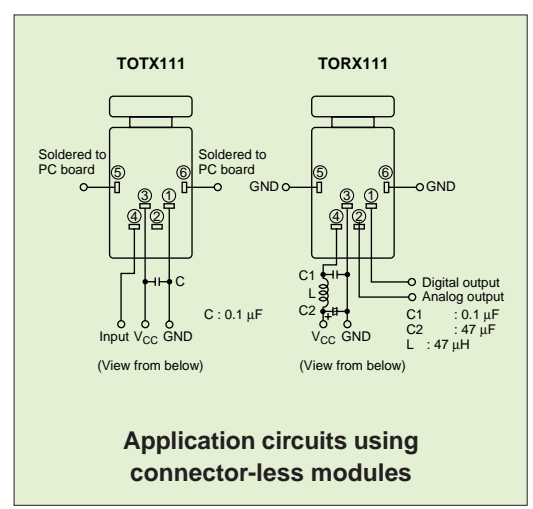 TOTX111
TORX111
Soldered to
PC board
⑤
⑥
Soldered to
PC board
③
①
④
②
C
C : 0.1 μF
Input VCC GND
(View from below)
GND
⑤
⑥
GND
③
①
④
②
C1
L
C2
+
VCC GND
Digital output
Analog output
C1 : 0.1 μF
C2 : 47 μF
L : 47 μH
(View from below)
Application circuits using
connector-less modules